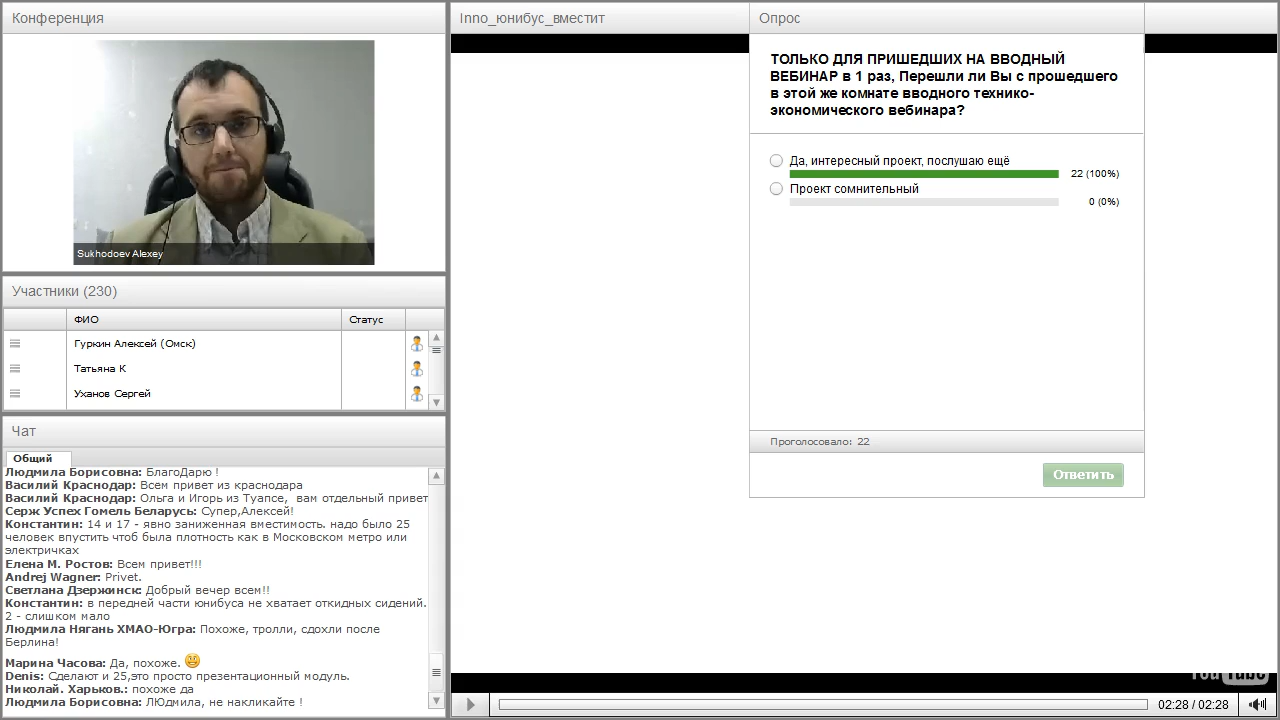 Конференция
Sukhodoev Alexey
Участники (230)
ФИО
Статус
Гуркин Алексей (Омск)
Татьяна К
Уханов Сергей
Чат
Общий
Людмила Борисовна: БлагоДарю !
Василий Краснодар: Всем привет из краснодара
Василий Краснодар: Ольга и Игорь из Туапсе, вам отдельный привет
Серж Успех Гомель Беларусь: Супер,Алексей!
Константин: 14 и 17 - явно заниженная вместимость. надо было 25
человек впустить чтоб была плотность как в Московском метро или
электричках
Елена М. Ростов: Всем привет!!!
Andrej Wagner: Privet.
Светлана Дзержинск: Добрый вечер всем!!
Константин: в передней части юнибуса не хватает откидных сидений.
2 - слишком мало
Людмила Нягань ХМАО-Югра: Похоже, тролли, сдохли после
Берлина!
Марина Часова: Да, похоже.
Denis: Сделают и 25,это просто презентационный модуль.
Николай. Харьков.: похоже да
Людмила Борисовна: ЛЮдмила, не накликайте !
Inno_юнибус_вместит
Опрос
ТОЛЬКО ДЛЯ ПРИШЕДШИХ НА ВВОДНЫЙ
ВЕБИНАР в 1 раз, Перешли ли Вы с прошедшего
в этой же комнате вводного технико-
экономического вебинара?
Да, интересный проект, послушаю ещё
22 (100%)
Проект сомнительный
0 (0%)
Проголосовало: 22
Ответить
YouTube
02:28 / 02:28